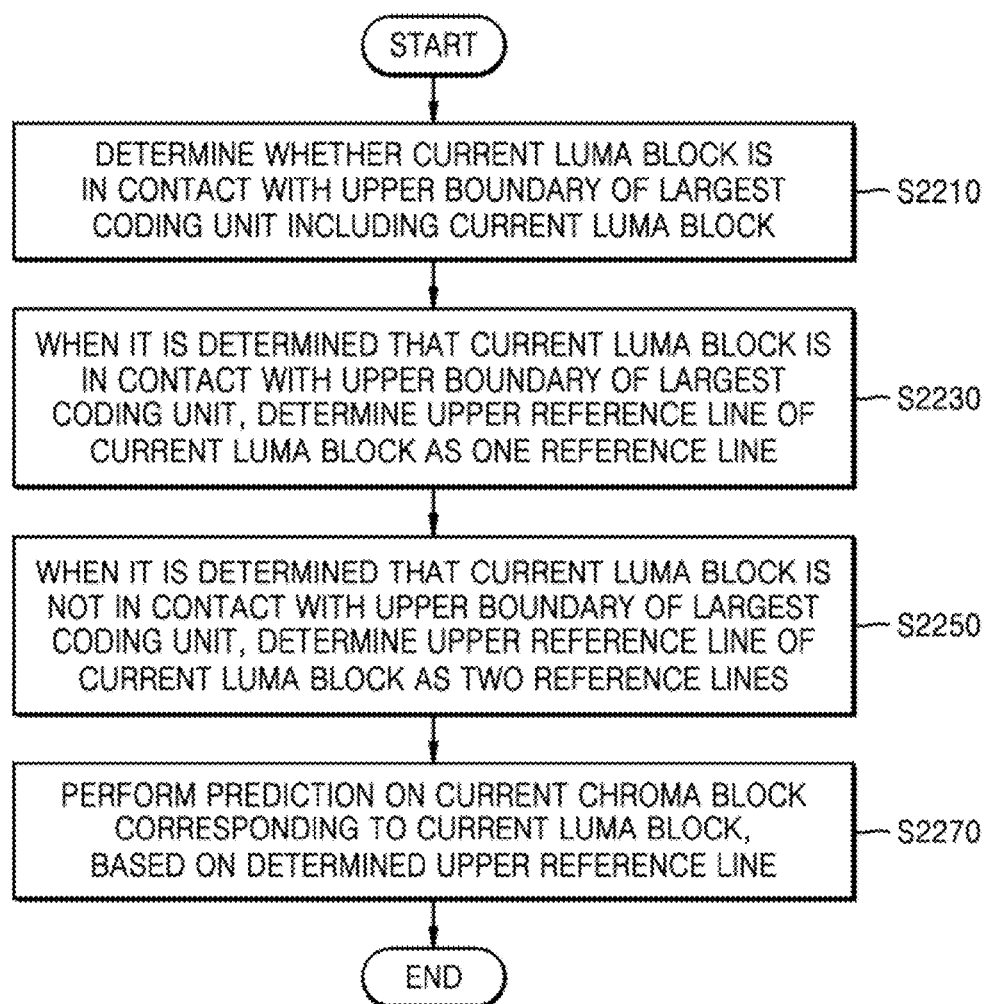 START
DETERMINE WHETHER CURRENT LUMA BLOCK IS
IN CONTACT WITH UPPER BOUNDARY OF LARGEST
CODING UNIT INCLUDING CURRENT LUMA BLOCK
S2210
WHEN IT IS DETERMINED THAT CURRENT LUMA BLOCK IS
IN CONTACT WITH UPPER BOUNDARY OF LARGEST
CODING UNIT, DETERMINE UPPER REFERENCE LINE OF
CURRENT LUMA BLOCK AS ONE REFERENCE LINE
S2230
WHEN IT IS DETERMINED THAT CURRENT LUMA BLOCK IS
NOT IN CONTACT WITH UPPER BOUNDARY OF LARGEST
CODING UNIT, DETERMINE UPPER REFERENCE LINE OF
CURRENT LUMA BLOCK AS TWO REFERENCE LINES
S2250
PERFORM PREDICTION ON CURRENT CHROMA BLOCK
CORRESPONDING TO CURRENT LUMA BLOCK,
BASED ON DETERMINED UPPER REFERENCE LINE
S2270
END